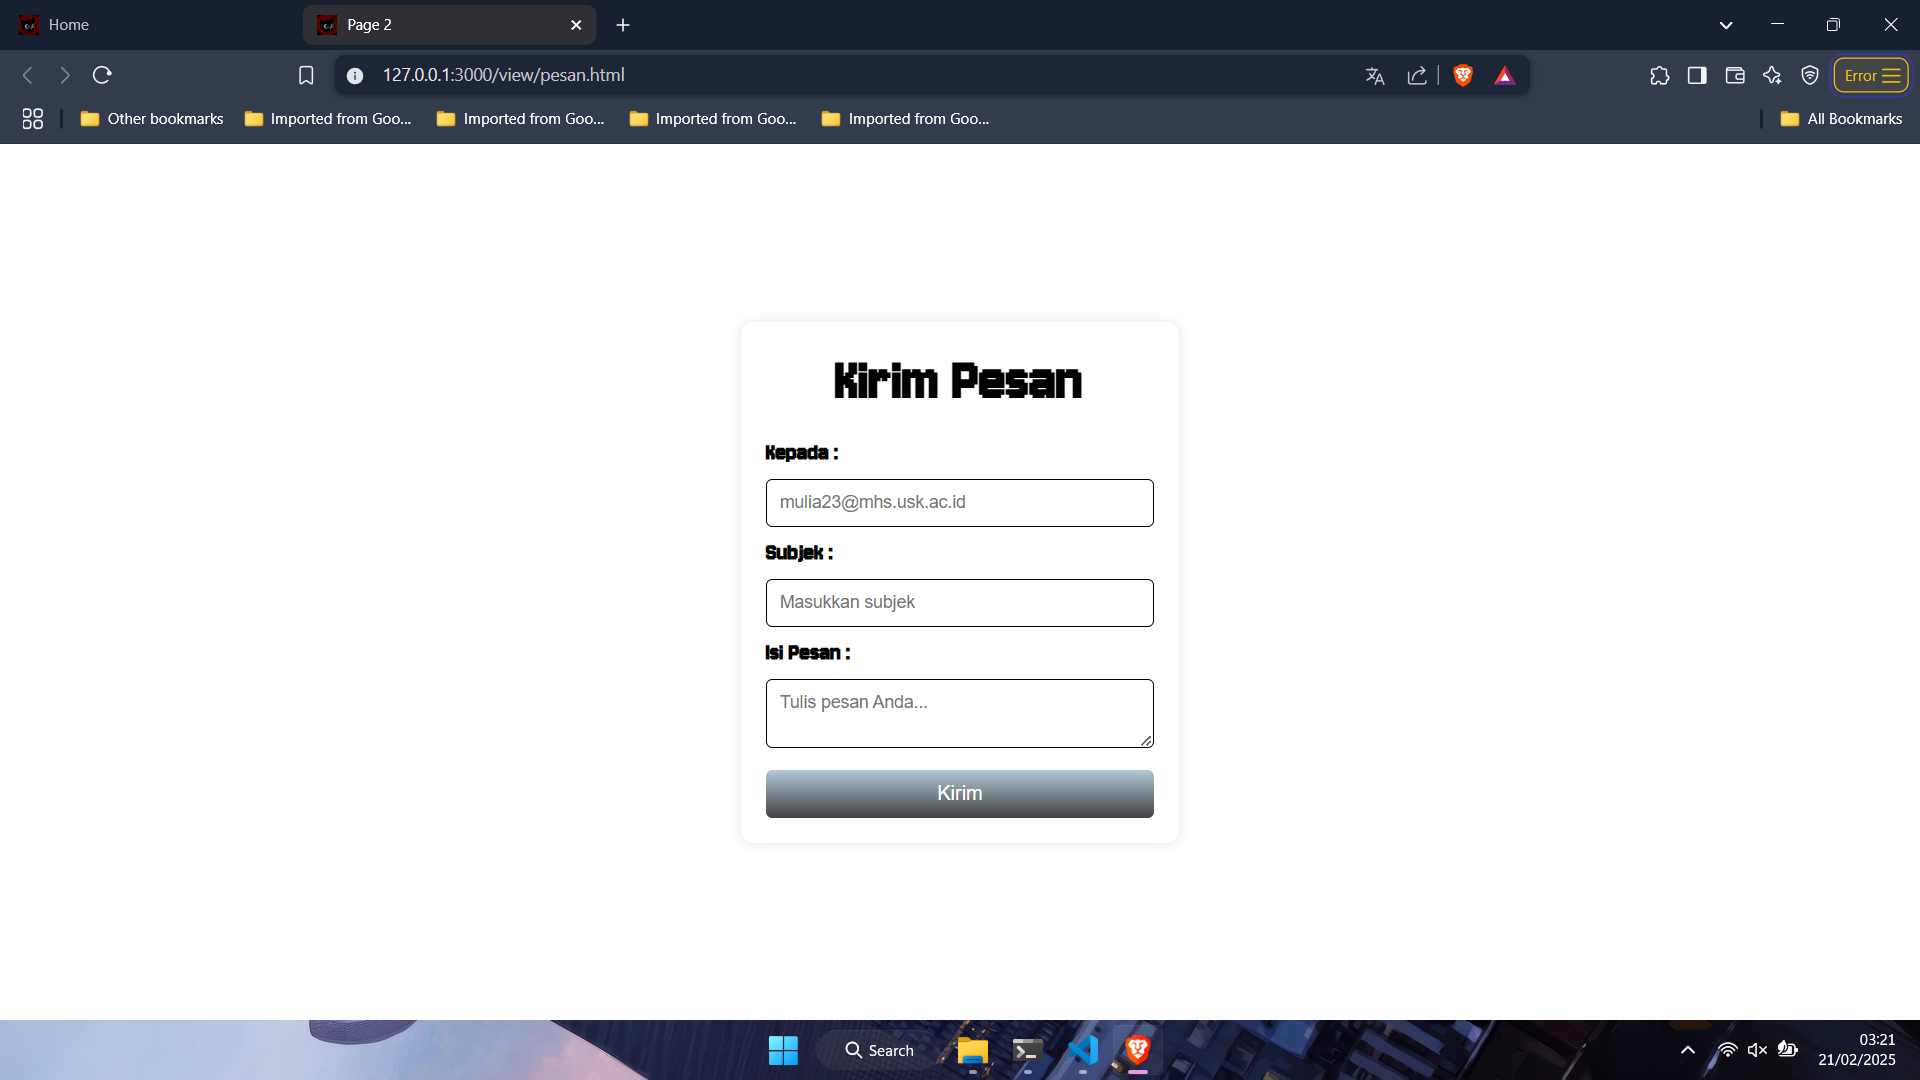 Home
Page 2
127.0.0.1:3000/view/pesan.html
Error
Other bookmarks
Imported from Goo...
Imported from Goo...
Imported from Goo...
Imported from Goo...
All Bookmarks
Kirim Pesan
Kepada :
mulia23@mhs.usk.ac.id
Subjek :
Masukkan subjek
Isi Pesan :
Tulis pesan Anda...
Kirim
Search
03:21
21/02/2025